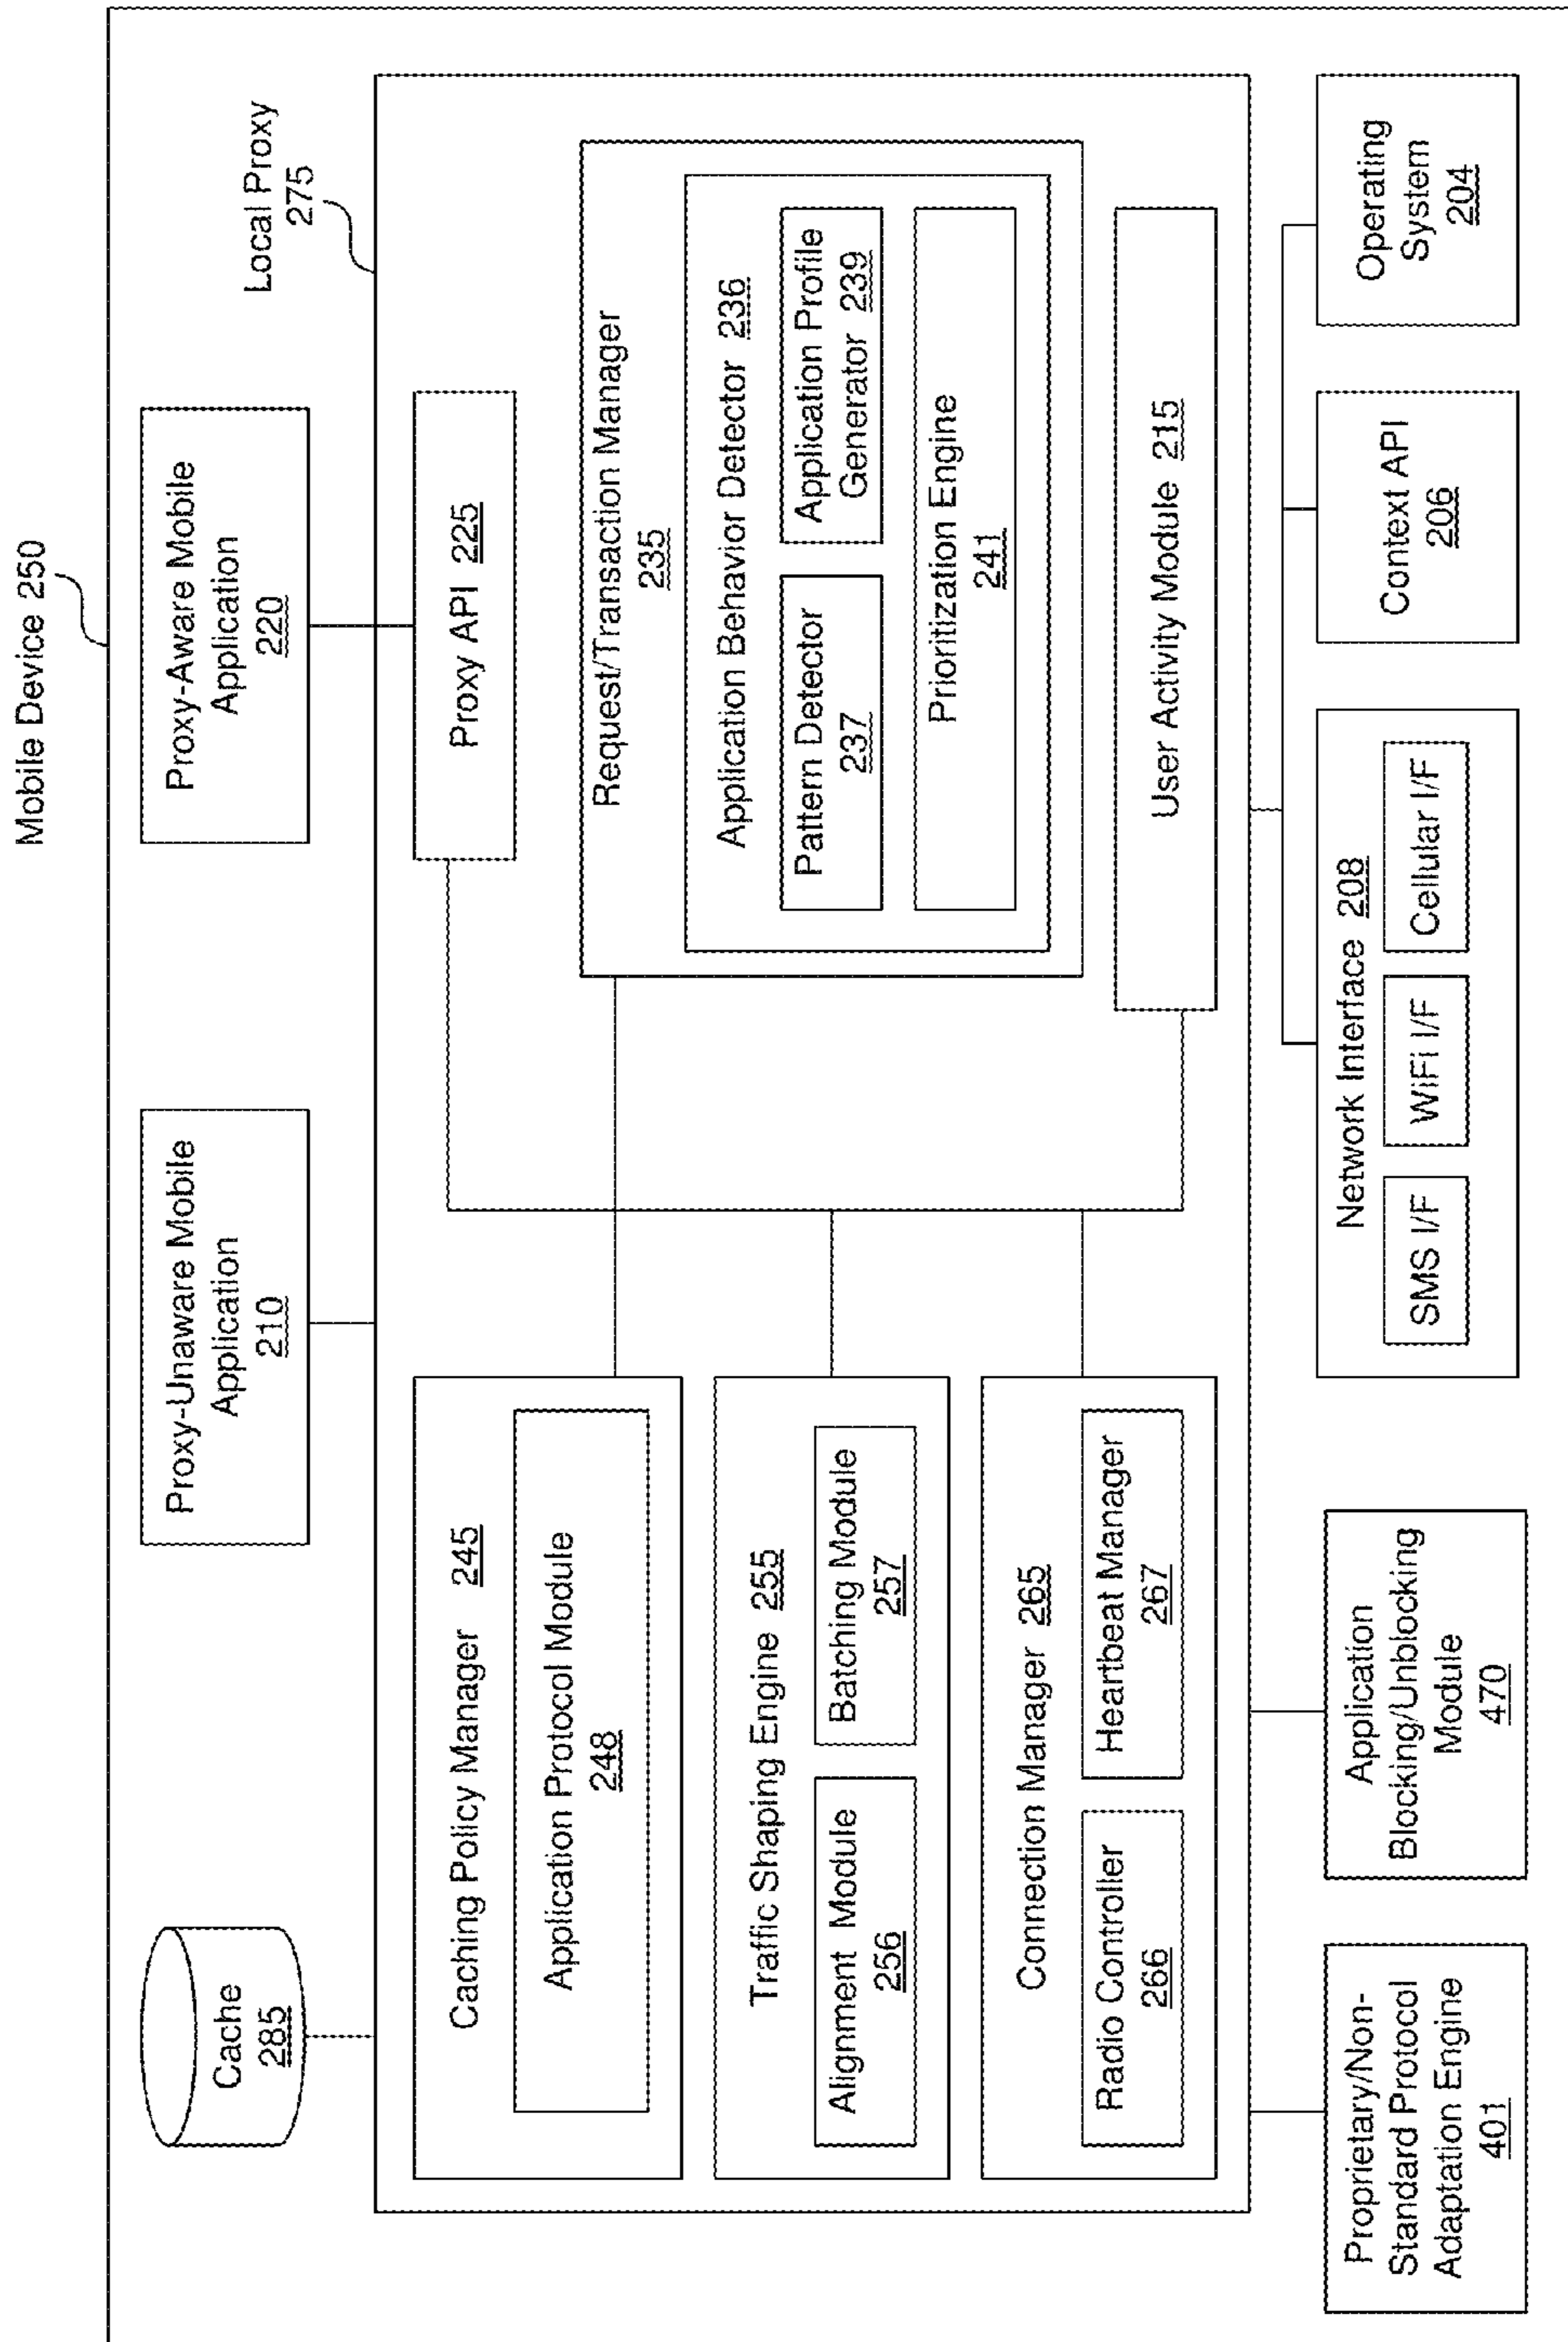 Mobile Device 250
Cache
285
Proxy-Unaware Mobile
Application
210
Proxy-Aware Mobile
Application
220
Local Proxy
275
Caching Policy Manager 245
Application Protocol Module
248
Traffic Shaping Engine 255
Alignment Module
256
Batching Module
257
Connection Manager 265
Radio Controller
266
Heartbeat Manager
267
Proxy API 225
Request/Transaction Manager
235
Application Behavior Detector 236
Pattern Detector
237
Application Profile
Generator 239
Prioritization Engine
241
User Activity Module 215
Proprietary/Non-
Standard Protocol
Adaptation Engine
401
Application
Blocking/Unblocking
Module
470
Network Interface 208
SMS I/F
WiFi I/F
Cellular I/F
Context API
206
Operating
System
204